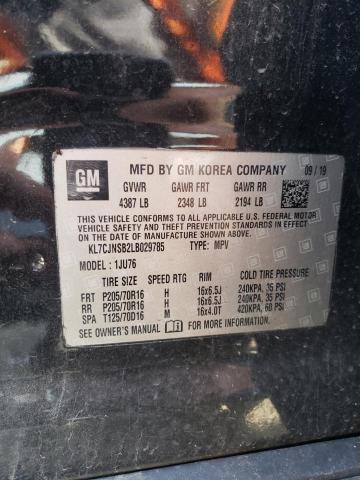 GM
MFD BY GM KOREA COMPANY 09/19
GVWR GAWR FRT GAWR RR
4387 LB 2348 LB 2194 LB
THIS VEHICLE CONFORMS TO ALL APPLICABLE U.S. FEDERAL MOTOR
VEHICLE SAFETY AND THEFT PREVENTION STANDARDS IN EFFECT ON
THE DATE OF MANUFACTURE SHOWN ABOVE.
KL7CJNSB2LB029785 TYPE: MPV
MODEL: 1JU76
TIRE SIZE SPEED RTG RIM COLD TIRE PRESSURE
FRT P205/70R16 H 16x6.5J 240KPA, 35 PSI
RR P205/70R16 H 16x6.5J 240KPA, 35 PSI
SPA T125/70D16 M 16x4.0T 420KPA, 60 PSI
SEE OWNER'S MANUAL FOR MORE INFORMATION